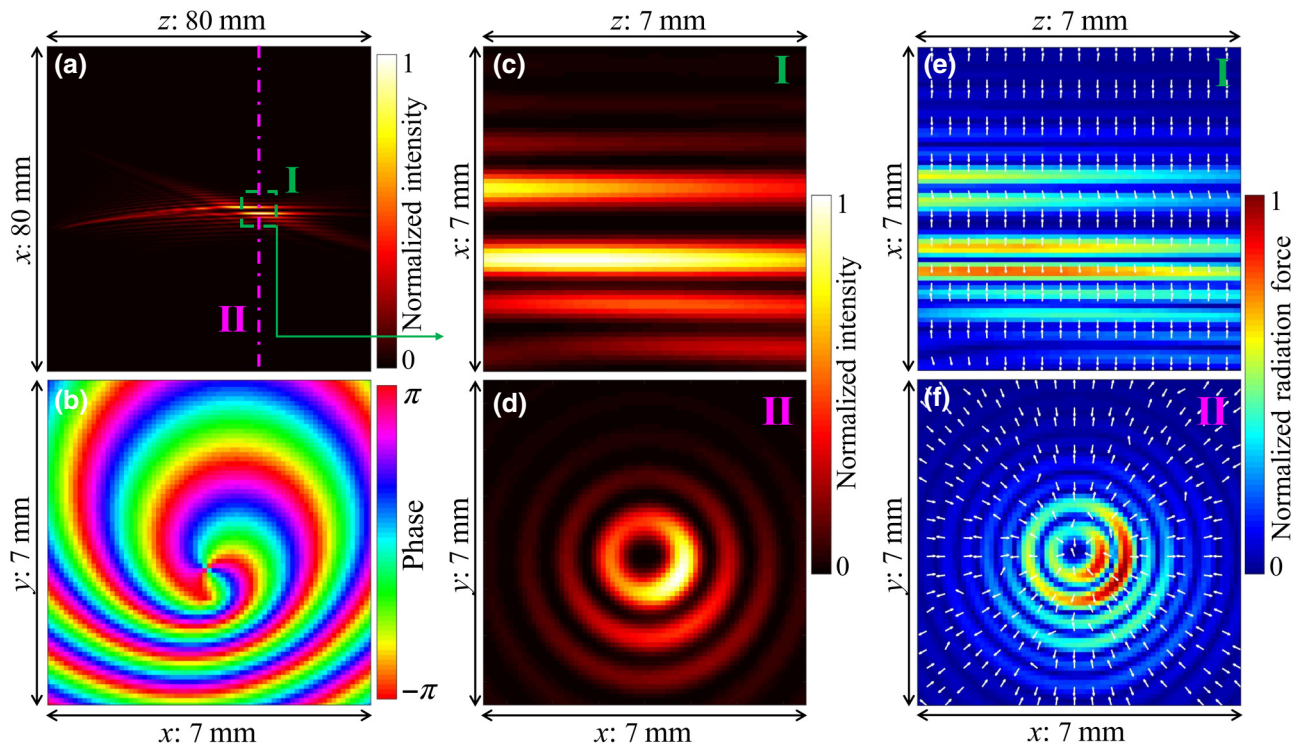 z: 80 mm
x: 80 mm
(a)
I
II
1
Normalized intensity
0
z: 7 mm
x: 7 mm
(c)
I
1
Normalized intensity
0
z: 7 mm
x: 7 mm
(e)
I
1
Normalized radiation force
0
y: 7 mm
(b)
π
Phase
−π
x: 7 mm
y: 7 mm
(d)
II
x: 7 mm
y: 7 mm
(f)
II
x: 7 mm